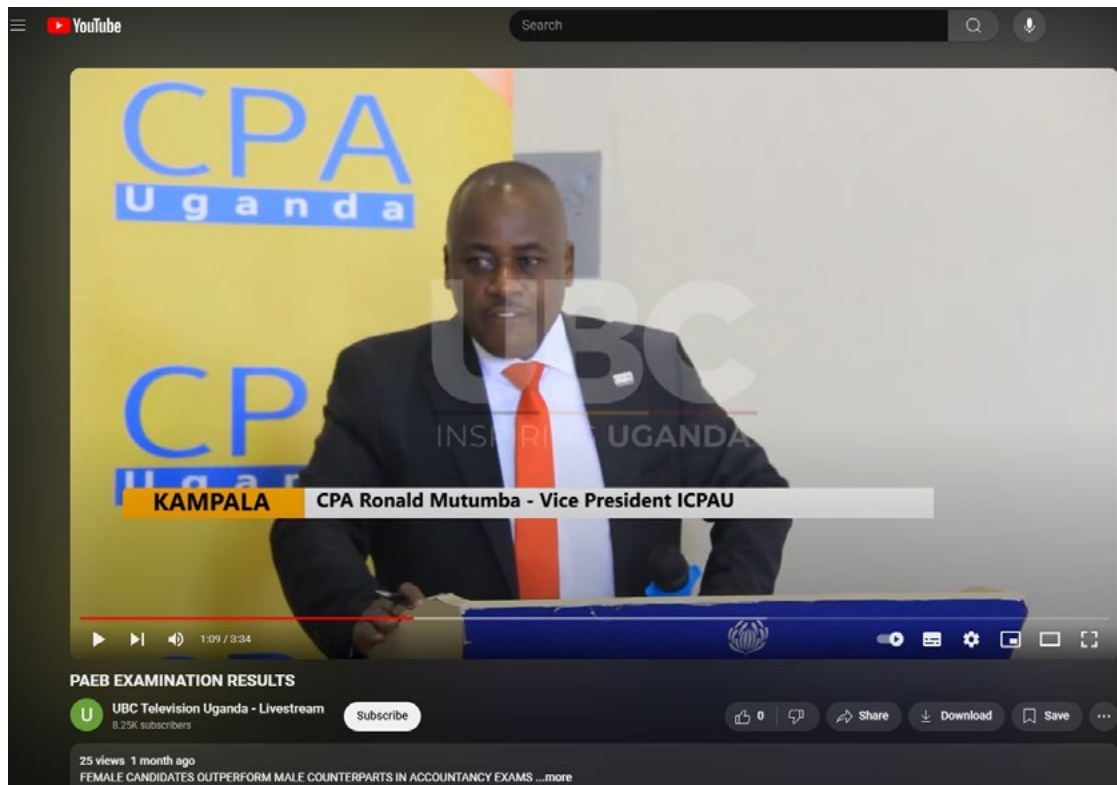 YouTube
Search
CPA
Uganda
UBC
INSPIRING UGANDA
CP
Ugan
KAMPALA
CPA Ronald Mutumba - Vice President ICPAU
1:09 / 3:34
PAEB EXAMINATION RESULTS
U
UBC Television Uganda - Livestream
8.25K subscribers
Subscribe
0
Share
Download
Save
25 views 1 month ago
FEMALE CANDIDATES OUTPERFORM MALE COUNTERPARTS IN ACCOUNTANCY EXAMS ...more